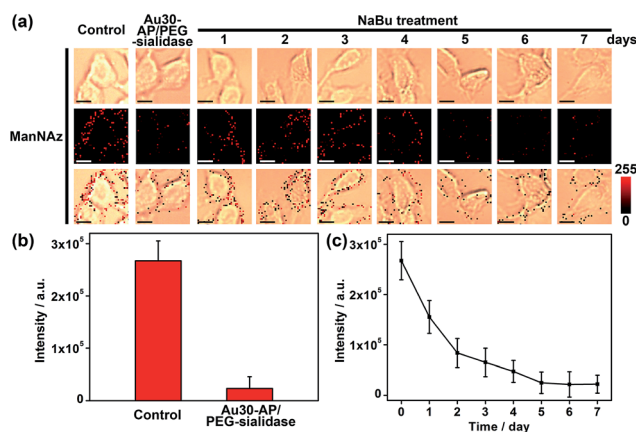 (a)
Control
Au30-
AP/PEG
-sialidase
NaBu treatment
1 2 3 4 5 6 7 days
ManNAz
255
0
(b)
Intensity / a.u.
3x10⁵
2x10⁵
1x10⁵
0
Control
Au30-AP/
PEG-sialidase
(c)
Intensity / a.u.
3x10⁵
2x10⁵
1x10⁵
0
0 1 2 3 4 5 6 7
Time / day